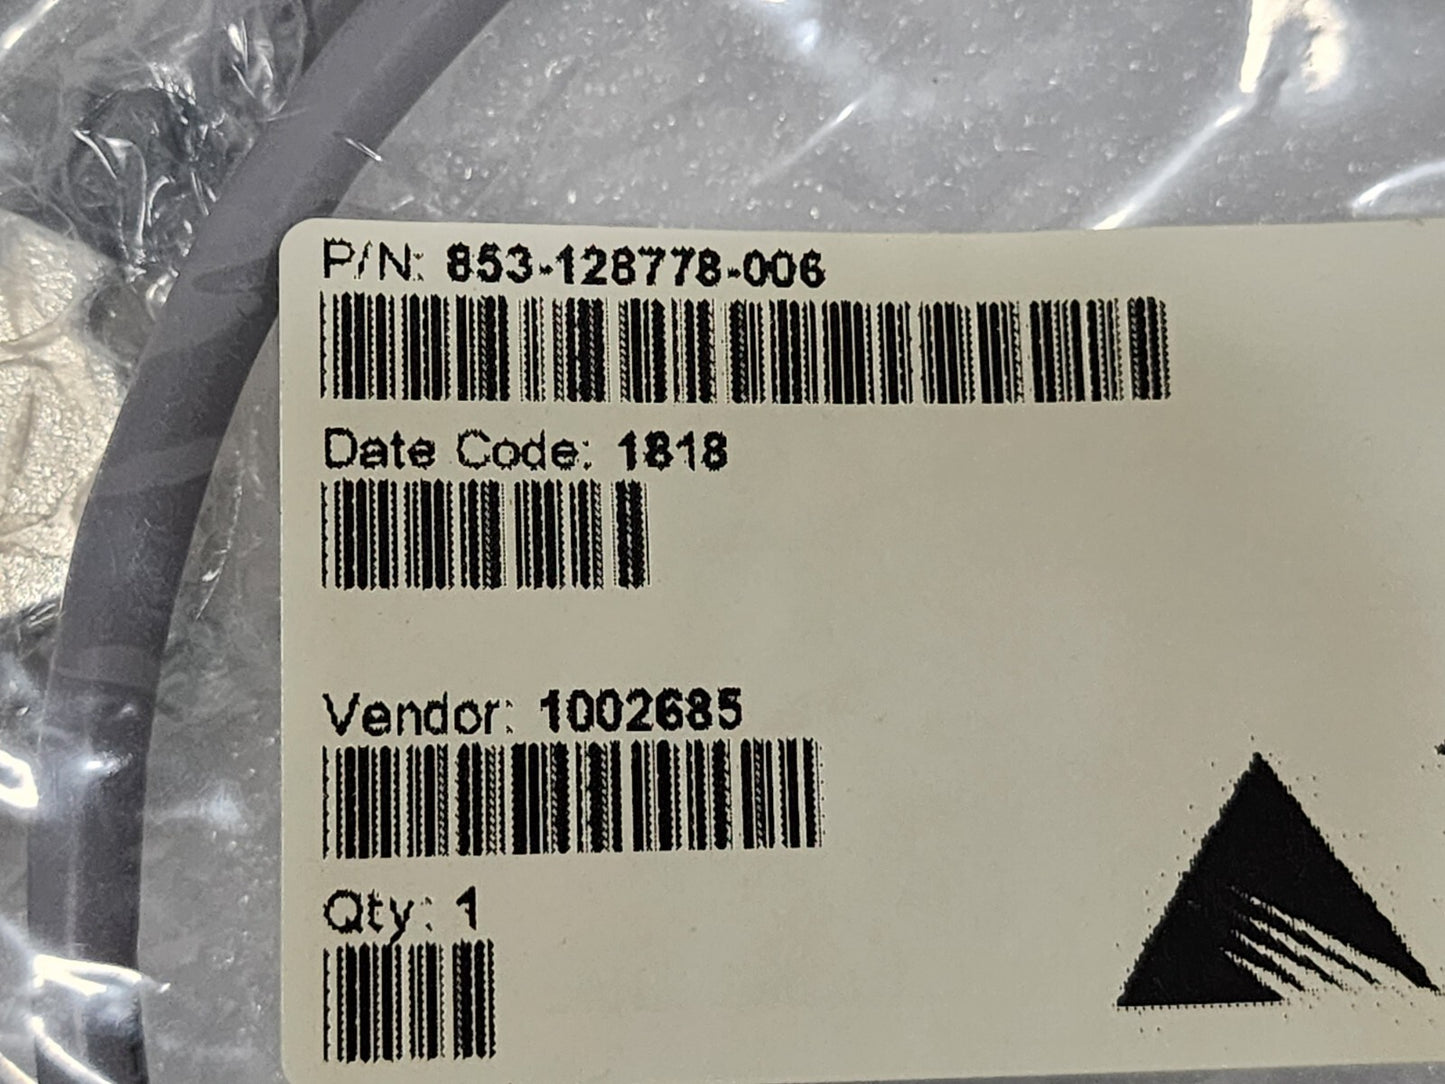 P/N: 853-128778-006
Date Code: 1818
Vendor: 1002685
Qty: 1